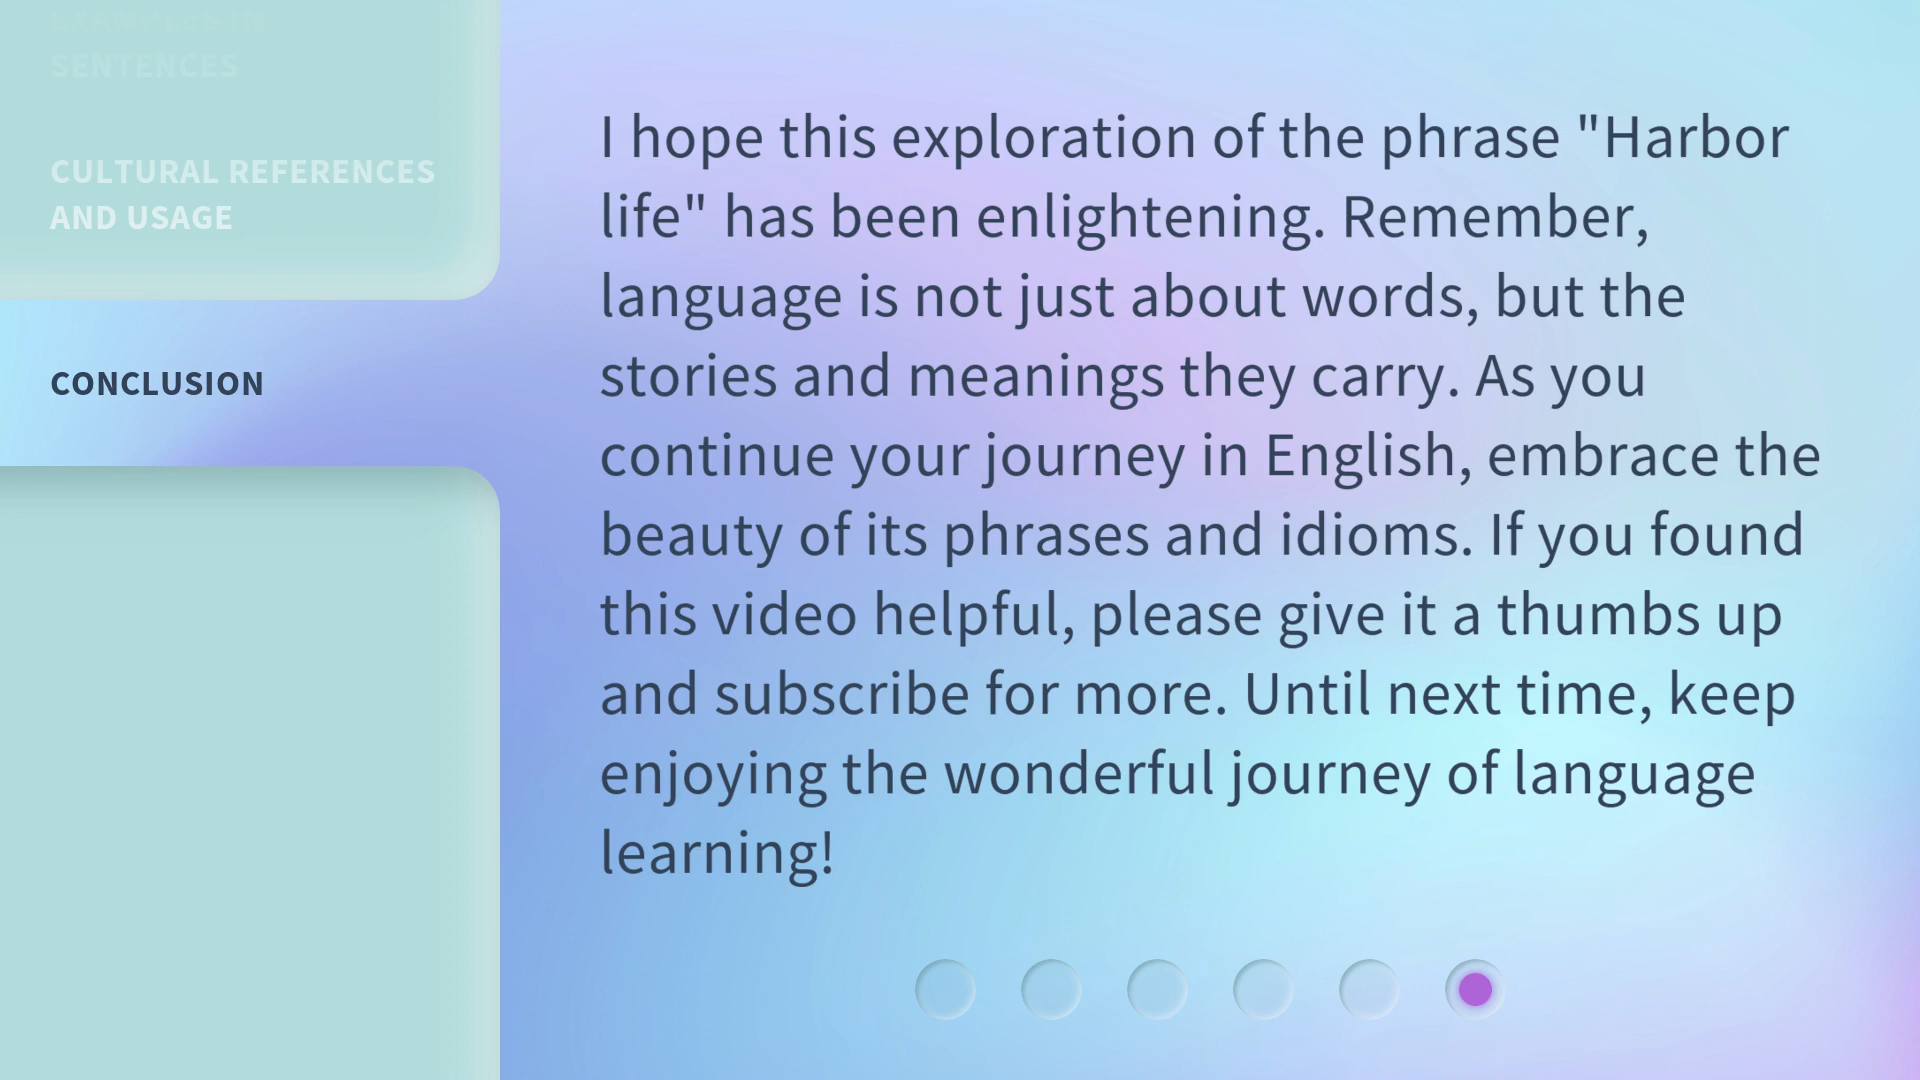 EXAMPLES IN
SENTENCES
CULTURAL REFERENCES
AND USAGE
CONCLUSION
I hope this exploration of the phrase "Harbor
life" has been enlightening. Remember,
language is not just about words, but the
stories and meanings they carry. As you
continue your journey in English, embrace the
beauty of its phrases and idioms. If you found
this video helpful, please give it a thumbs up
and subscribe for more. Until next time, keep
enjoying the wonderful journey of language
learning!